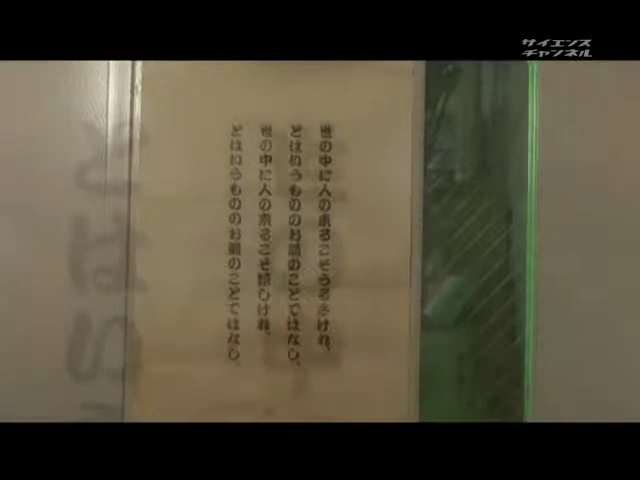 サイエンス
チャンネル
世の中に人の来るこそうるさけれ、
とはいうもののお前のことではなし、
世の中に人の来るこそ嬉しけれ、
とはいうもののお前のことではなし、